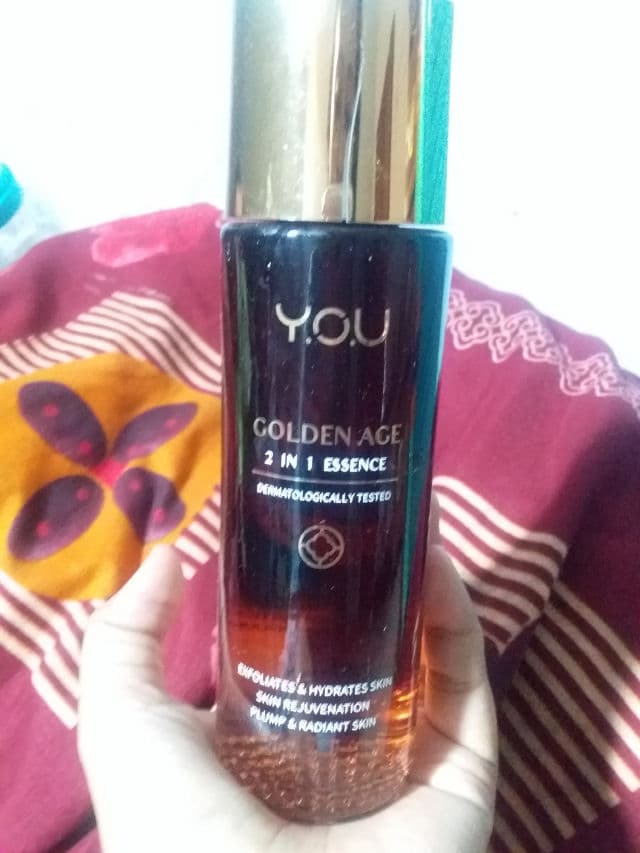 Y.O.U
GOLDEN AGE
2 IN 1 ESSENCE
DERMATOLOGICALLY TESTED
EXFOLIATES & HYDRATES SKIN
SKIN REJUVENATION
PLUMP & RADIANT SKIN